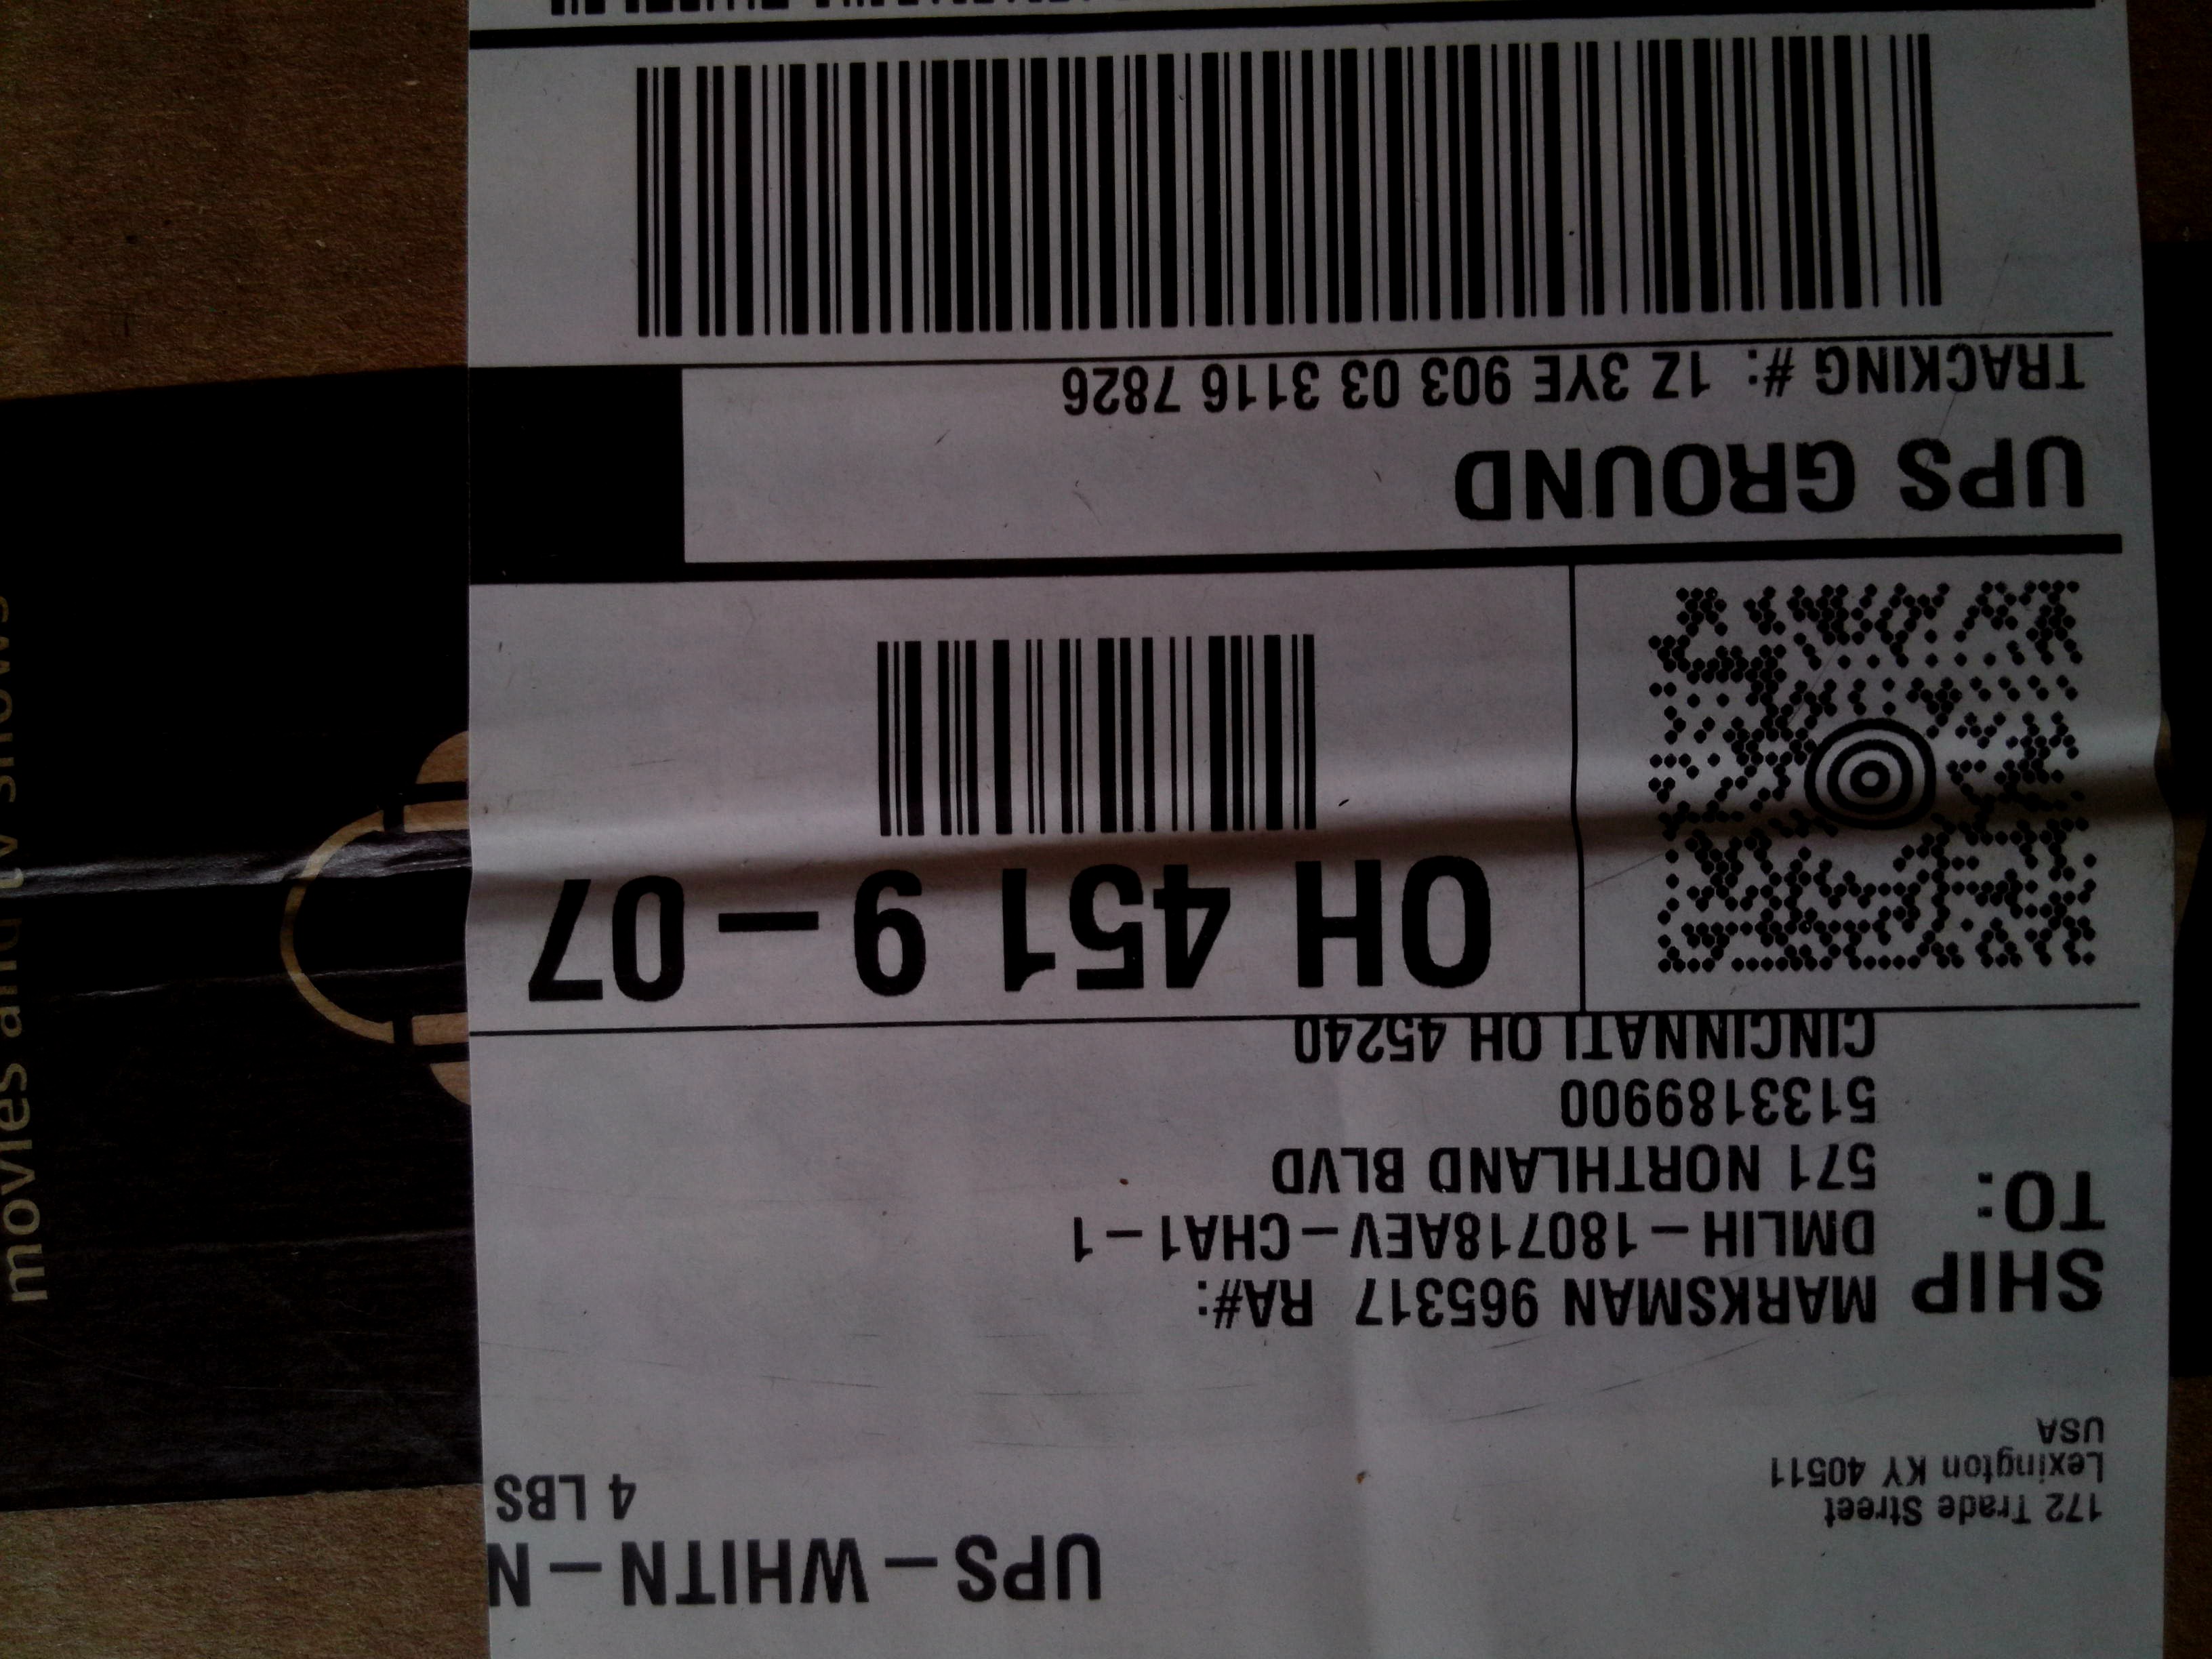 UPS-WHITN-N
4 LBS
172 Trade Street
Lexington KY 40511
USA
SHIP TO:
MARKSMAN 965317 RA#:
DMLIH-180718AEV-CHA1-1
571 NORTHLAND BLVD
5133189900
CINCINNATI OH 45240
OH 451 9-07
UPS GROUND
TRACKING #: 1Z 3YE 903 03 3116 7826
movies and tv shows